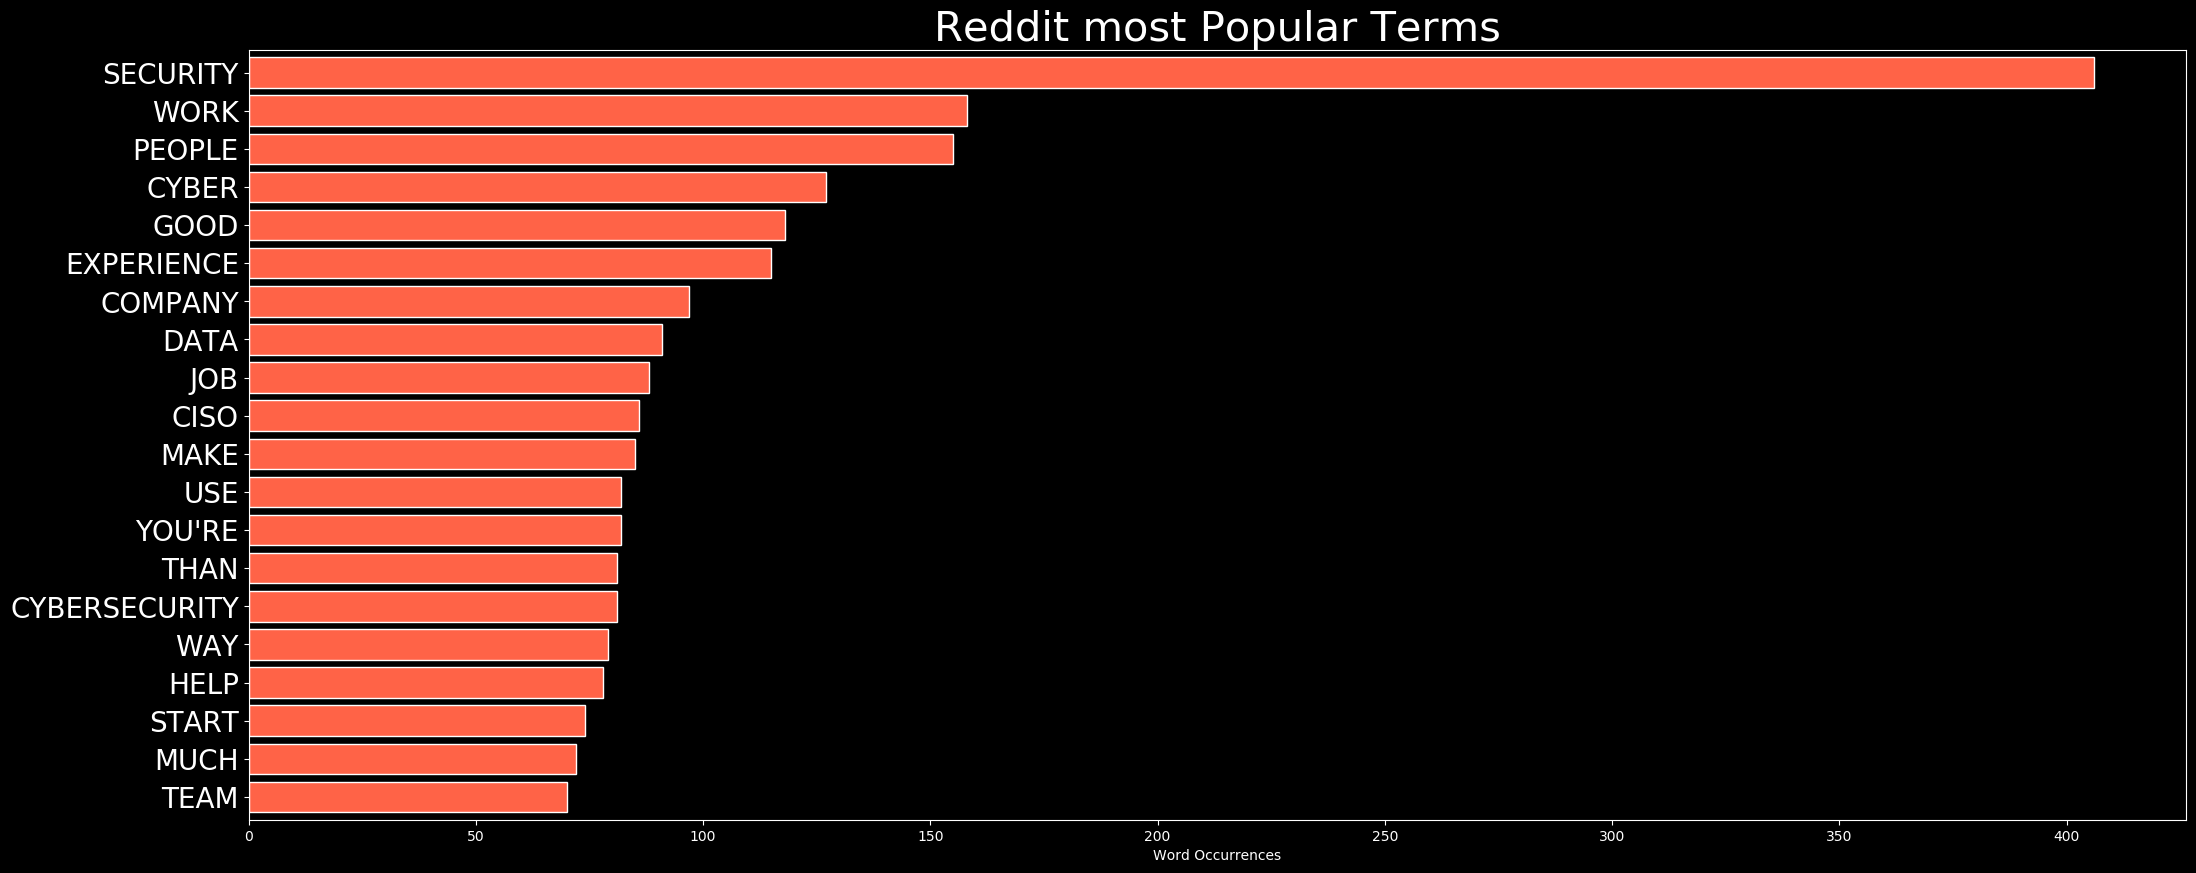 Reddit most Popular Terms
SECURITY
WORK
PEOPLE
CYBER
GOOD
EXPERIENCE
COMPANY
DATA
JOB
CISO
MAKE
USE
YOU'RE
THAN
CYBERSECURITY
WAY
HELP
START
MUCH
TEAM
0 50 100 150 200 250 300 350 400
Word Occurrences